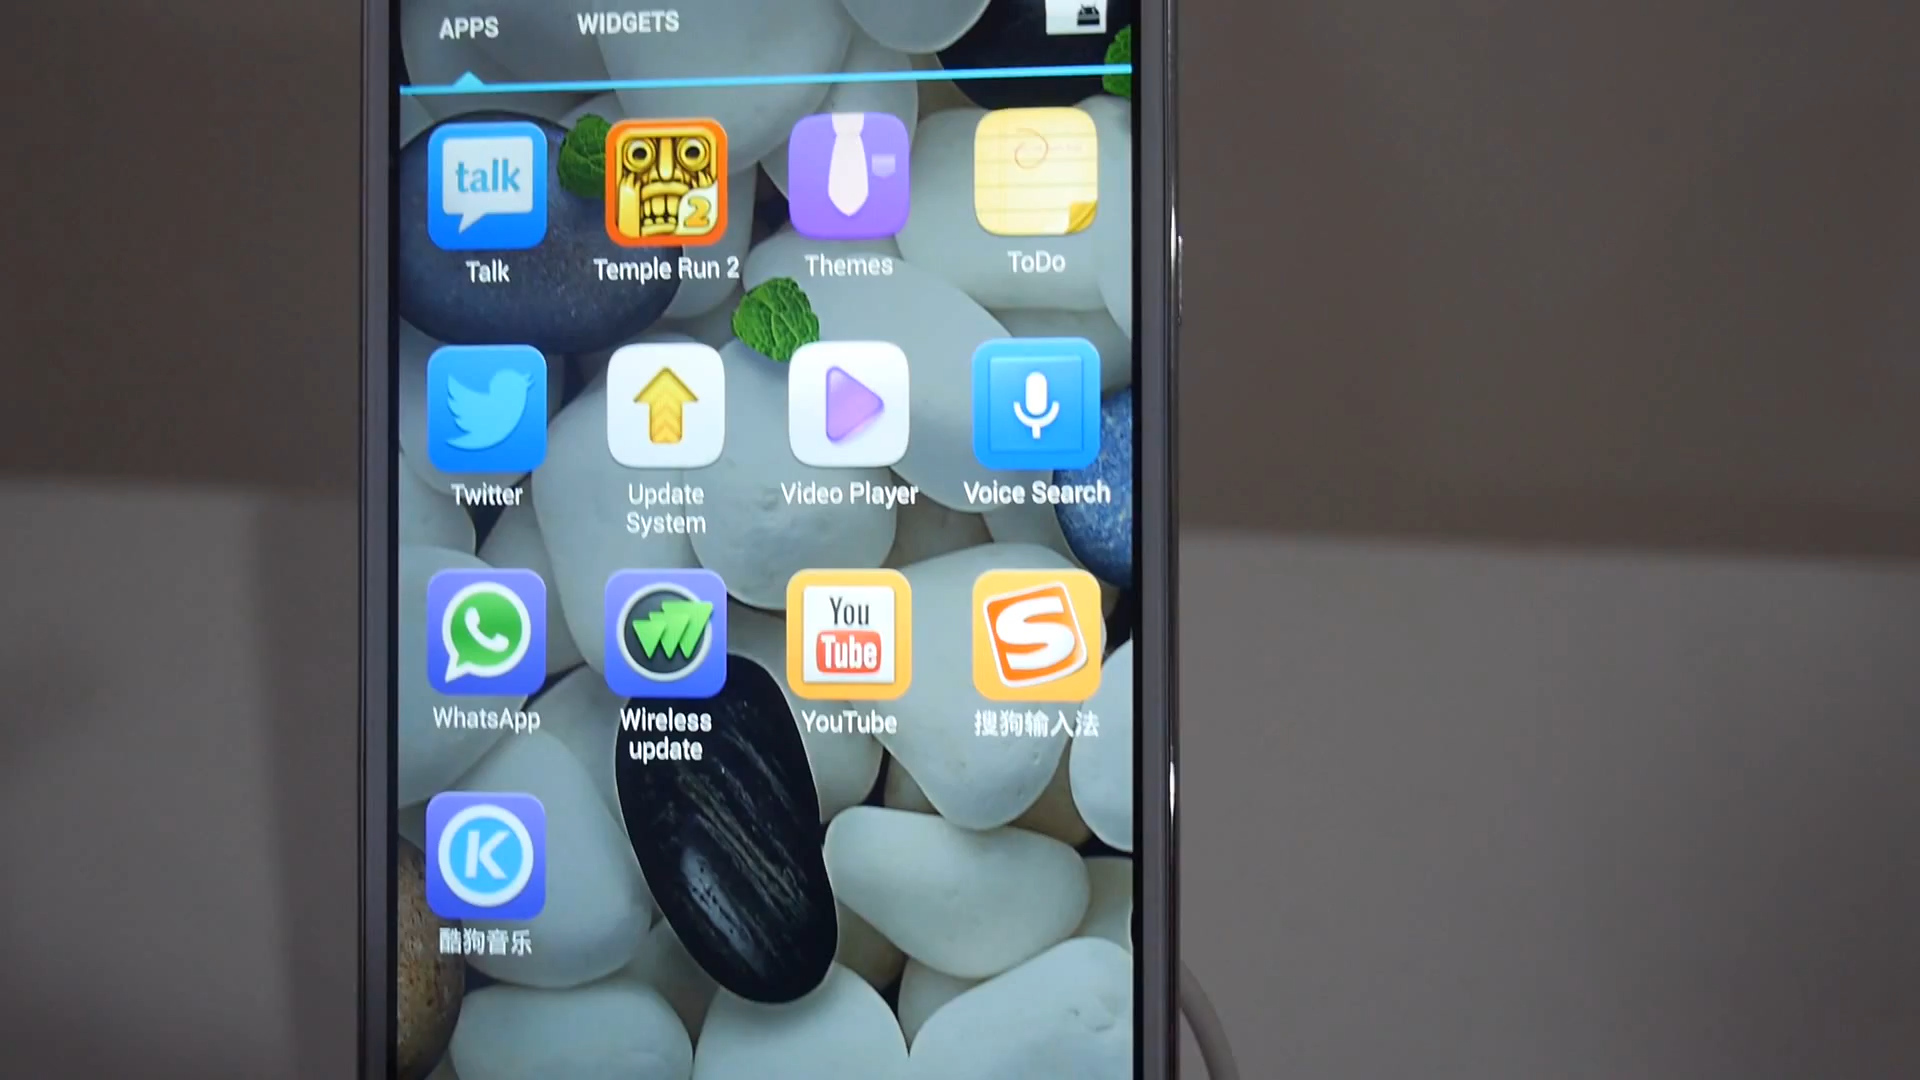 APPS WIDGETS
talk
2
Talk Temple Run 2 Themes ToDo
Twitter Update System Video Player Voice Search
You
Tube
S
WhatsApp Wireless update YouTube 搜狗输入法
K
酷狗音乐